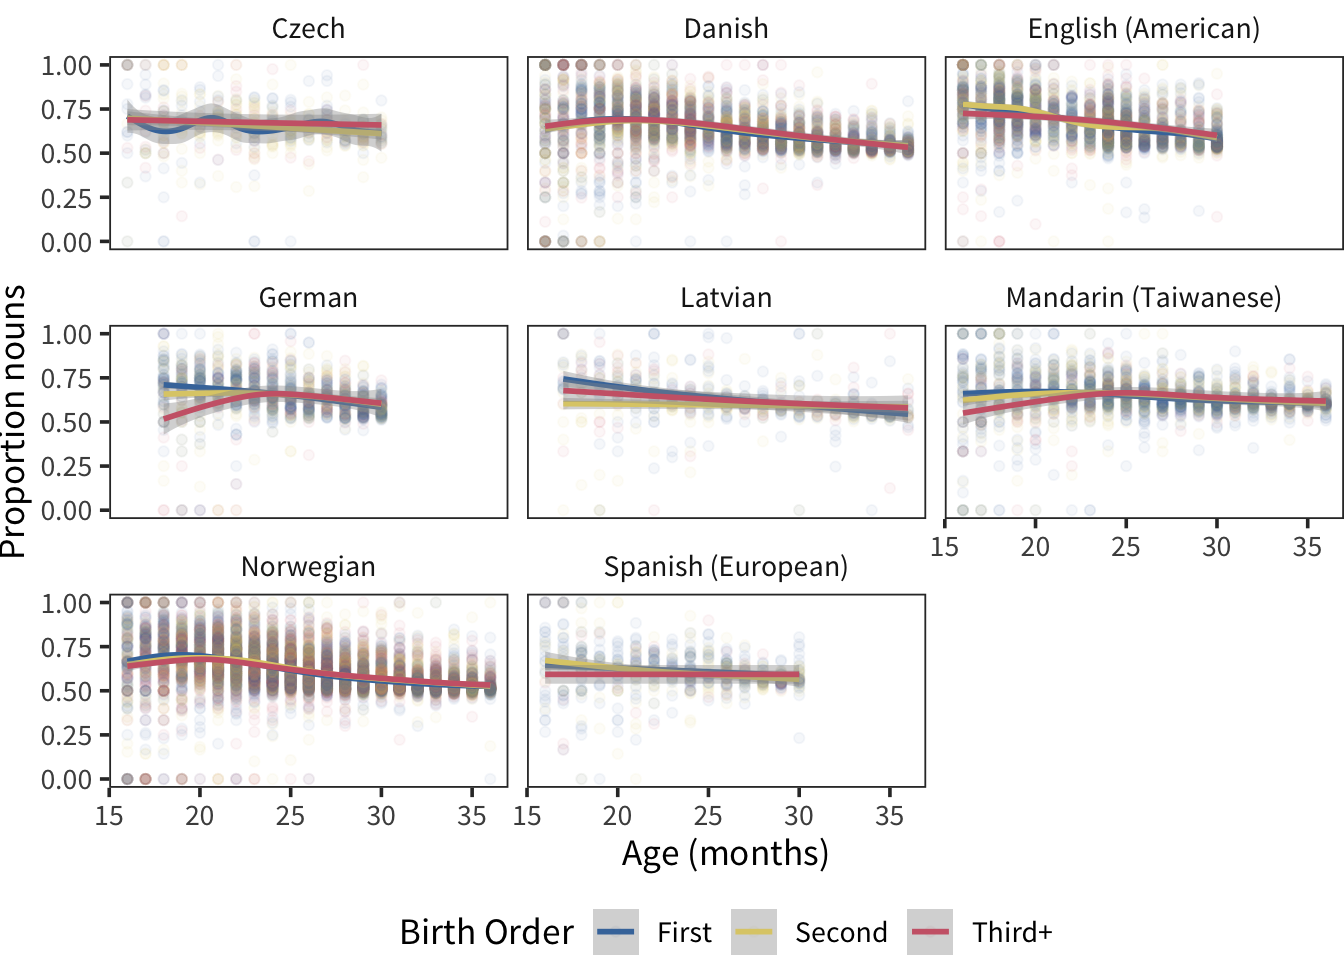 Czech Danish English (American)
1.00
0.75
0.50
0.25
0.00
German Latvian Mandarin (Taiwanese)
1.00
0.75
0.50
0.25
0.00
15 20 25 30 35
Norwegian Spanish (European)
1.00
0.75
0.50
0.25
0.00
15 20 25 30 35 15 20 25 30 35
Proportion nouns
Age (months)
Birth Order First Second Third+